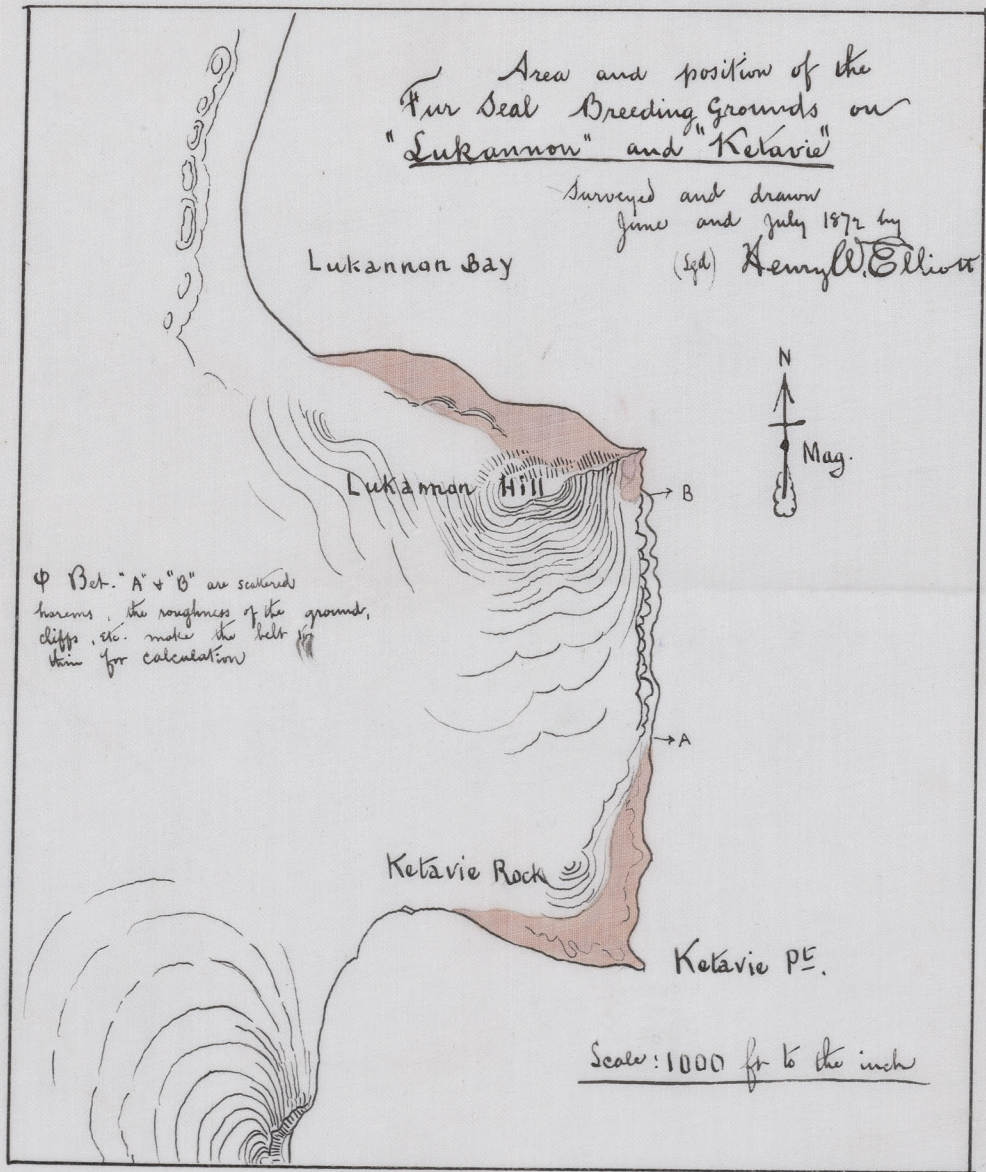 Area and position of the
Fur Seal Breeding Grounds on
"Lukannon" and "Ketavie"
Surveyed and drawn
June and July 1872 by
(Sgd) Henry W. Elliott
Lukannon Bay
N
Mag.
Lukannon Hill
B
φ Bet. "A" & "B" are scattered
harems, the roughness of the ground,
cliffs, etc. make the belt too
thin for calculation
A
Ketavie Rock
Ketavie Pt.
Scale: 1000 ft to the inch